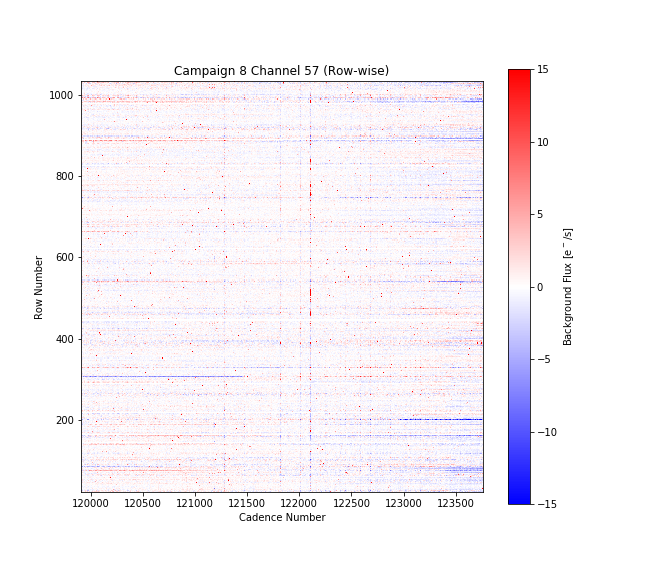 Campaign 8 Channel 57 (Row-wise)
1000
800
600
400
200
Row Number
120000 120500 121000 121500 122000 122500 123000 123500
Cadence Number
15
10
5
0
−5
−10
−15
Background Flux [e⁻/s]